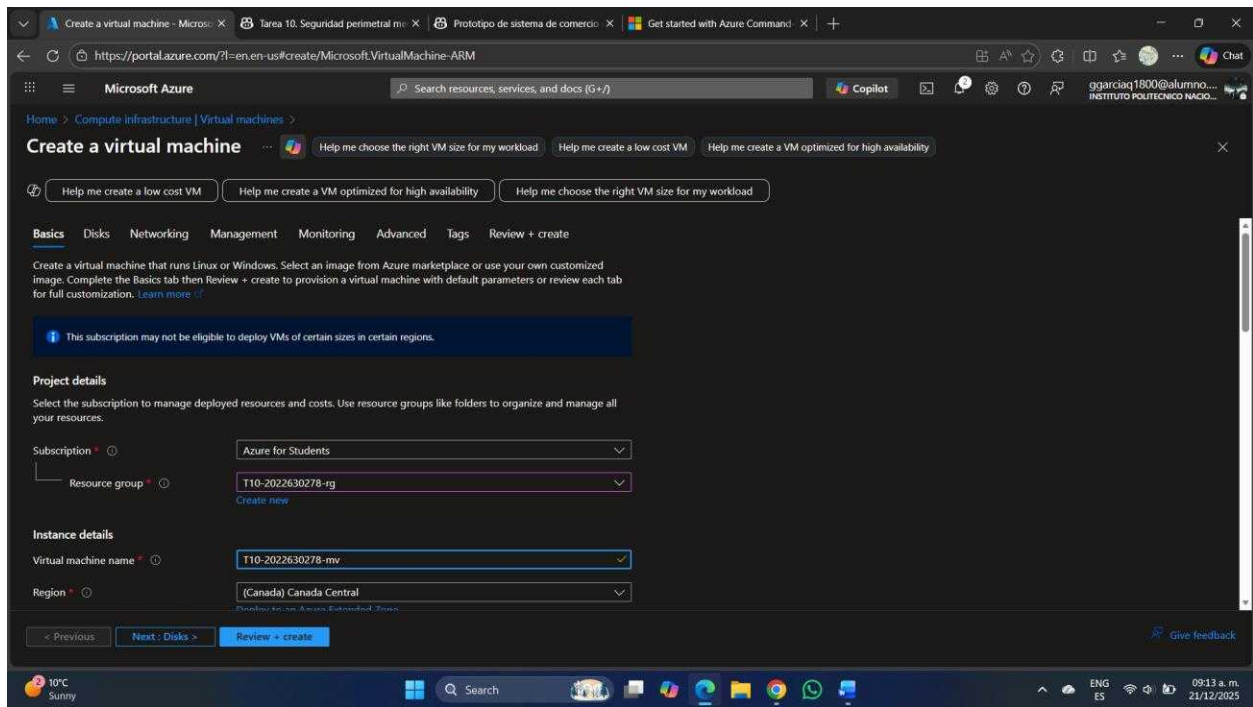 Create a virtual machine - Micros
Tarea 10. Seguridad perimetral me
Prototipo de sistema de comercio
Get started with Azure Command-
https://portal.azure.com/?l=en.en-us#create/Microsoft.VirtualMachine-ARM
Chat
Microsoft Azure
Search resources, services, and docs (G+/)
Copilot
2
ggarciaq1800@alumno....
INSTITUTO POLITECNICO NACIO...
Home > Compute infrastructure | Virtual machines >
Create a virtual machine ...
Help me choose the right VM size for my workload
Help me create a low cost VM
Help me create a VM optimized for high availability
Help me create a low cost VM
Help me create a VM optimized for high availability
Help me choose the right VM size for my workload
Basics Disks Networking Management Monitoring Advanced Tags Review + create
Create a virtual machine that runs Linux or Windows. Select an image from Azure marketplace or use your own customized
image. Complete the Basics tab then Review + create to provision a virtual machine with default parameters or review each tab
for full customization. Learn more
This subscription may not be eligible to deploy VMs of certain sizes in certain regions.
Project details
Select the subscription to manage deployed resources and costs. Use resource groups like folders to organize and manage all
your resources.
Subscription *
Azure for Students
Resource group *
T10-2022630278-rg
Create new
Instance details
Virtual machine name *
T10-2022630278-mv
Region *
(Canada) Canada Central
Deploy to an Azure Extended Zone
< Previous
Next : Disks >
Review + create
Give feedback
2
10°C
Sunny
Search
ENG
ES
09:13 a. m.
21/12/2025